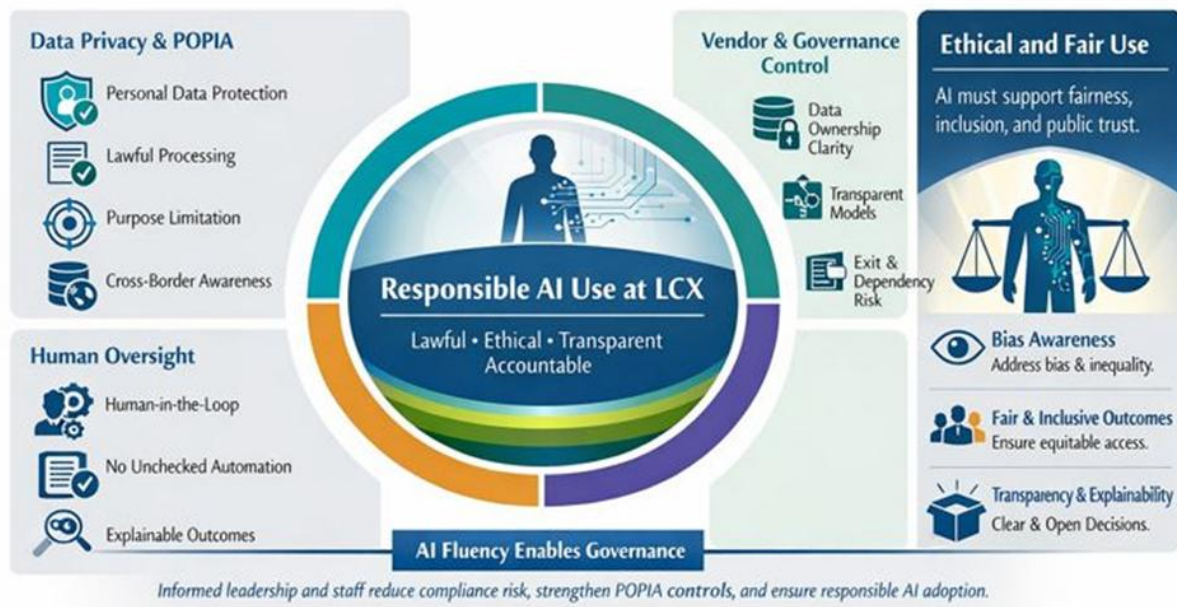 Data Privacy & POPIA
Personal Data Protection
Lawful Processing
Purpose Limitation
Cross-Border Awareness
Human Oversight
Human-in-the-Loop
No Unchecked Automation
Explainable Outcomes
Responsible AI Use at LCX
Lawful • Ethical • Transparent
Accountable
Vendor & Governance
Control
Data
Ownership
Clarity
Transparent
Models
Exit &
Dependency
Risk
Ethical and Fair Use
AI must support fairness,
inclusion, and public trust.
Bias Awareness
Address bias & inequality.
Fair & Inclusive Outcomes
Ensure equitable access.
Transparency & Explainability
Clear & Open Decisions.
AI Fluency Enables Governance
Informed leadership and staff reduce compliance risk, strengthen POPIA controls, and ensure responsible AI adoption.